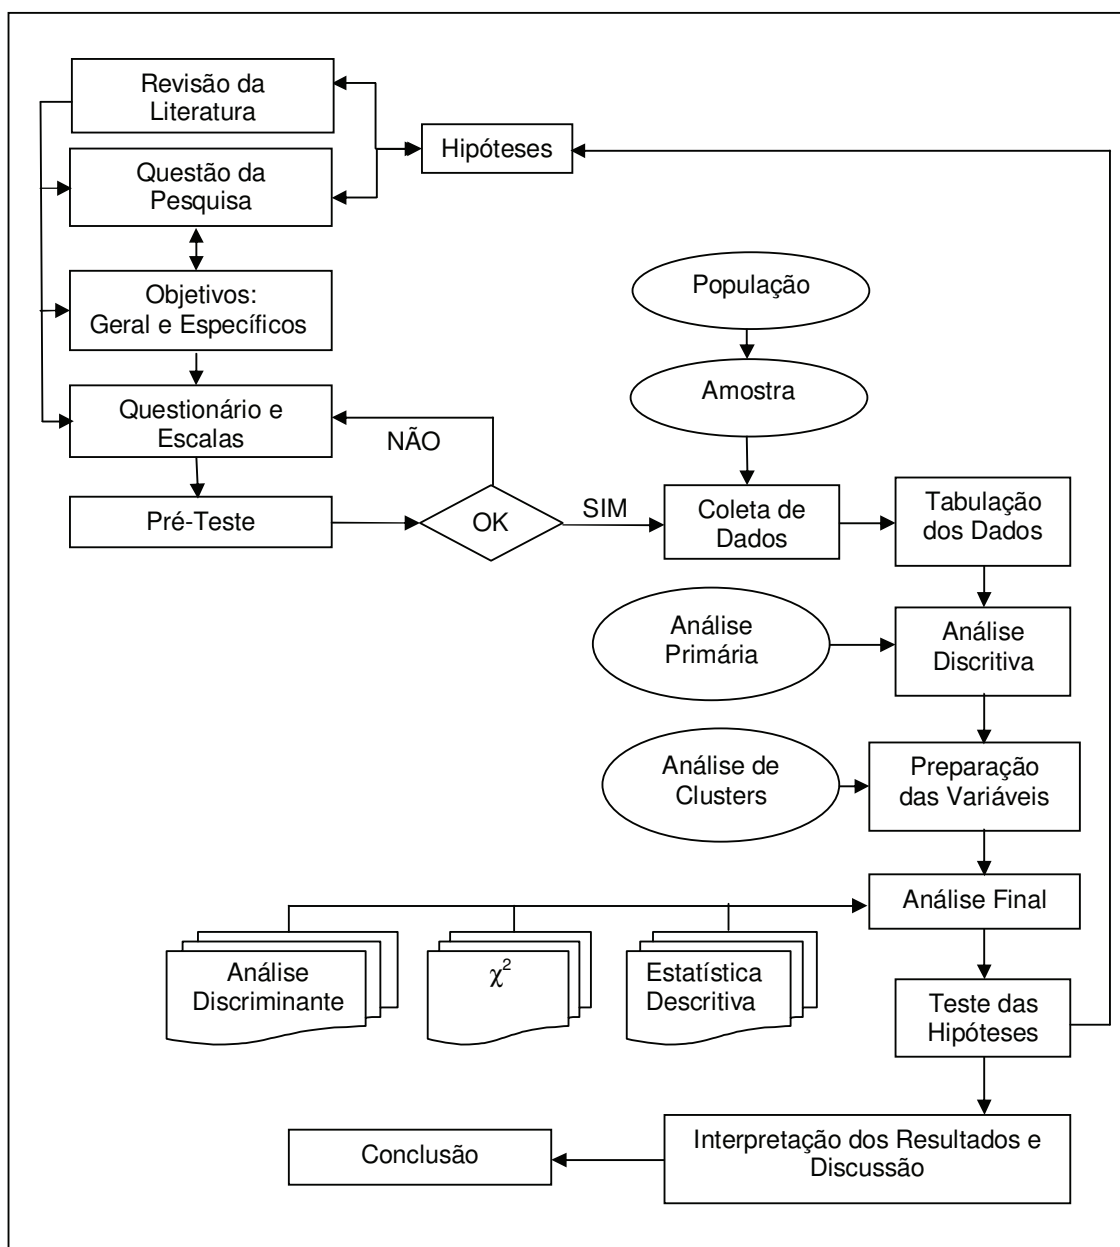 Revisão da
Literatura
Hipóteses
Questão da
Pesquisa
Objetivos:
Geral e Específicos
População
Amostra
Questionário e
Escalas
NÃO
Pré-Teste
OK
SIM
Coleta de
Dados
Tabulação
dos Dados
Análise
Primária
Análise
Discritiva
Análise de
Clusters
Preparação
das Variáveis
Análise Final
Análise
Discriminante
χ²
Estatística
Descritiva
Teste das
Hipóteses
Interpretação dos Resultados e
Discussão
Conclusão